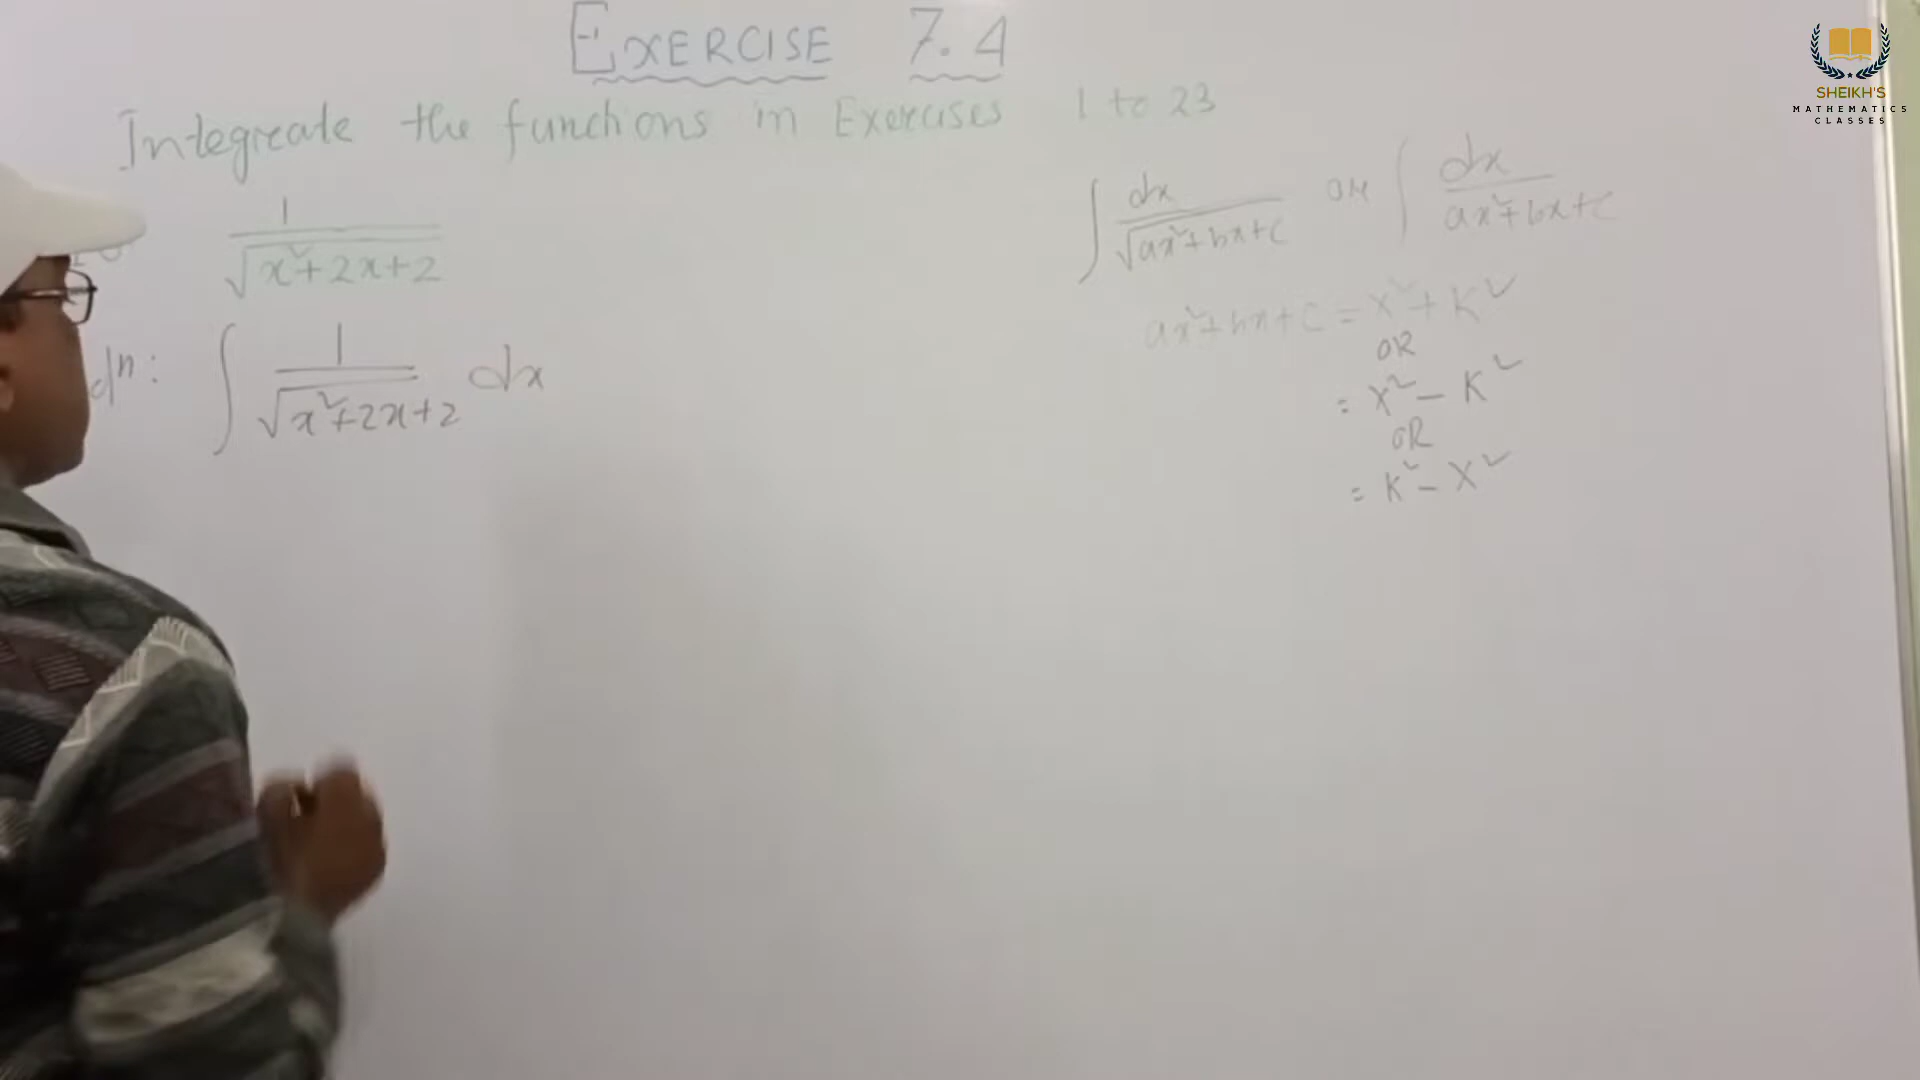 EXERCISE 7.4
Integreate the functions in Exercises 1 to 23
1
√x²+2x+2
dⁿ: ∫ 1/√x²+2x+2 dx
∫ dx/√ax²+bx+c OR ∫ dx/ax²+bx+c
ax²+bx+c = X²+K²
OR
= X² − K²
OR
= K² − X²
SHEIKH'S
MATHEMATICS
CLASSES